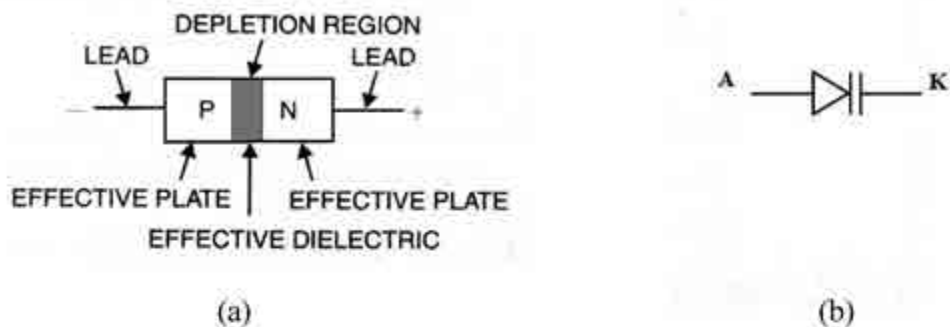 DEPLETION REGION
LEAD LEAD
− P N +
EFFECTIVE PLATE EFFECTIVE PLATE
EFFECTIVE DIELECTRIC
A K
(a) (b)